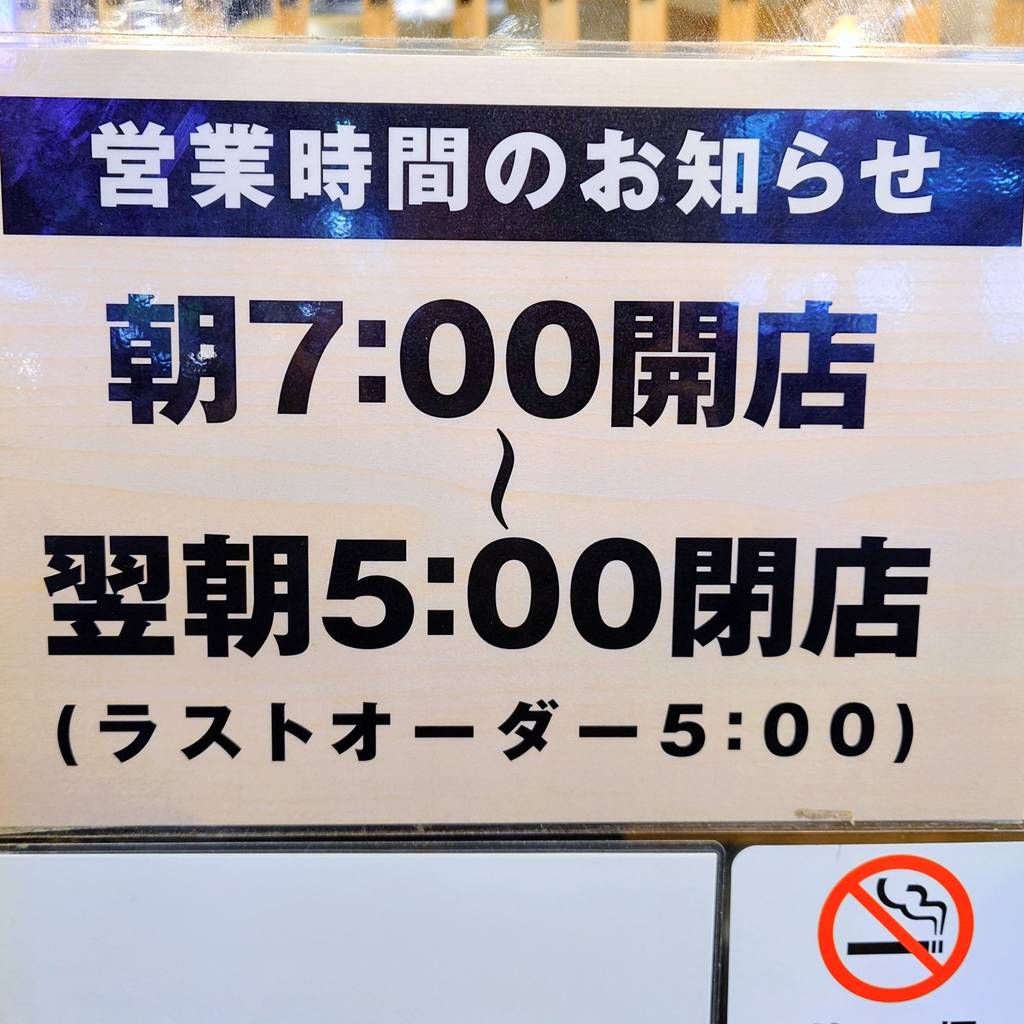 営業時間のお知らせ
朝7:00開店
〜
翌朝5:00閉店
(ラストオーダー5:00)